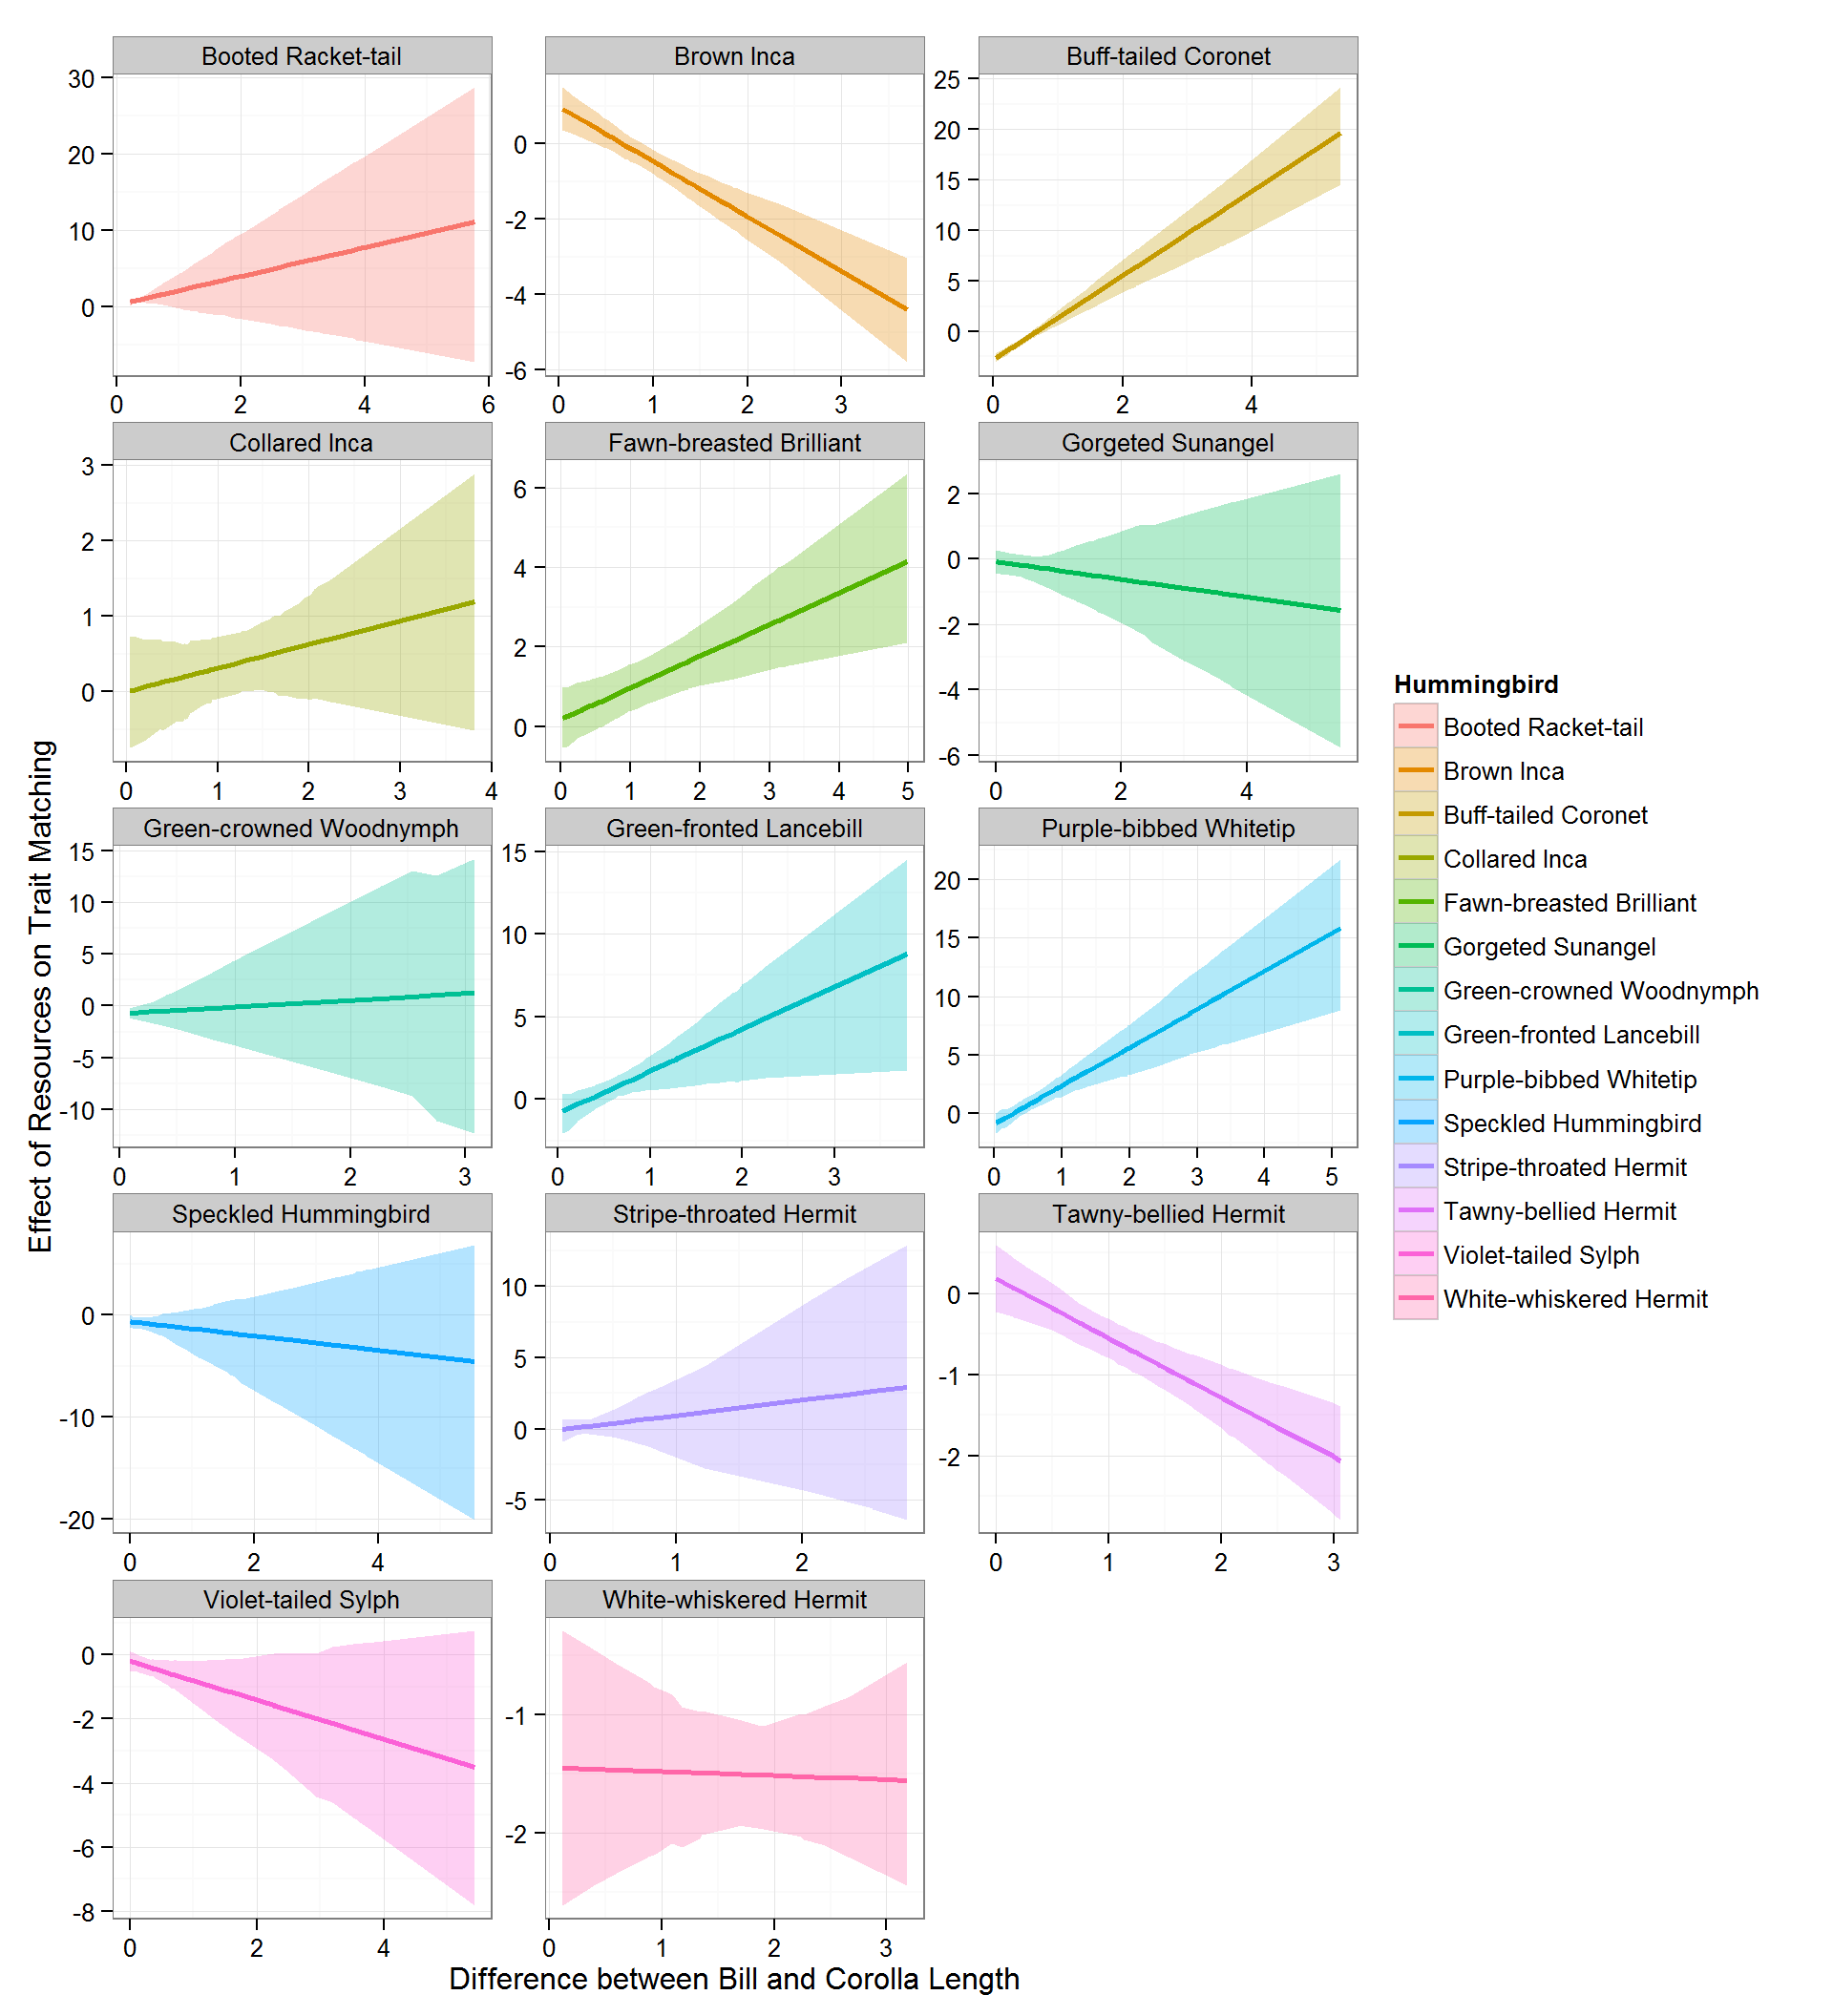 Booted Racket-tail
Brown Inca
Buff-tailed Coronet
30
20
10
0
0
-2
-4
-6
25
20
15
10
5
0
0 2 4 6
0 1 2 3
0 2 4
Collared Inca
Fawn-breasted Brilliant
Gorgeted Sunangel
3
2
1
0
6
4
2
0
2
0
-2
-4
-6
0 1 2 3 4
0 1 2 3 4 5
0 2 4
Green-crowned Woodnymph
Green-fronted Lancebill
Purple-bibbed Whitetip
15
10
5
0
-5
-10
15
10
5
0
20
15
10
5
0
0 1 2 3
0 1 2 3
0 1 2 3 4 5
Speckled Hummingbird
Stripe-throated Hermit
Tawny-bellied Hermit
0
-10
-20
10
5
0
-5
0
-1
-2
0 2 4
0 1 2
0 1 2 3
Violet-tailed Sylph
White-whiskered Hermit
0
-2
-4
-6
-8
-1
-2
0 2 4
0 1 2 3
Effect of Resources on Trait Matching
Difference between Bill and Corolla Length
Hummingbird
Booted Racket-tail
Brown Inca
Buff-tailed Coronet
Collared Inca
Fawn-breasted Brilliant
Gorgeted Sunangel
Green-crowned Woodnymph
Green-fronted Lancebill
Purple-bibbed Whitetip
Speckled Hummingbird
Stripe-throated Hermit
Tawny-bellied Hermit
Violet-tailed Sylph
White-whiskered Hermit